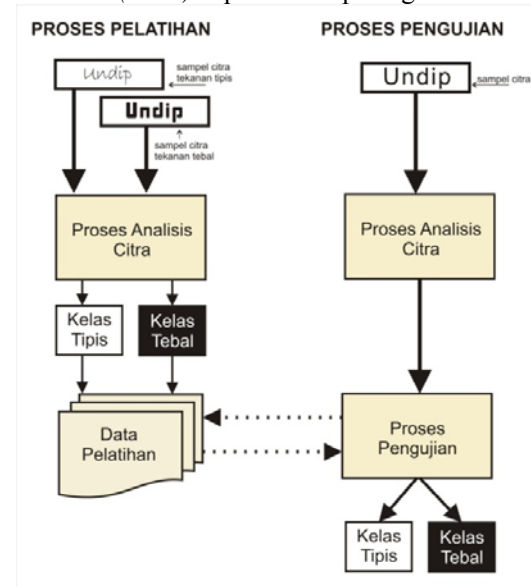 PROSES PELATIHAN
Undip
sampel citra
tekanan tipis
Undip
sampel citra
tekanan tebal
Proses Analisis
Citra
Kelas
Tipis
Kelas
Tebal
Data
Pelatihan
PROSES PENGUJIAN
Undip
sampel citra
Proses Analisis
Citra
Proses
Pengujian
Kelas
Tipis
Kelas
Tebal